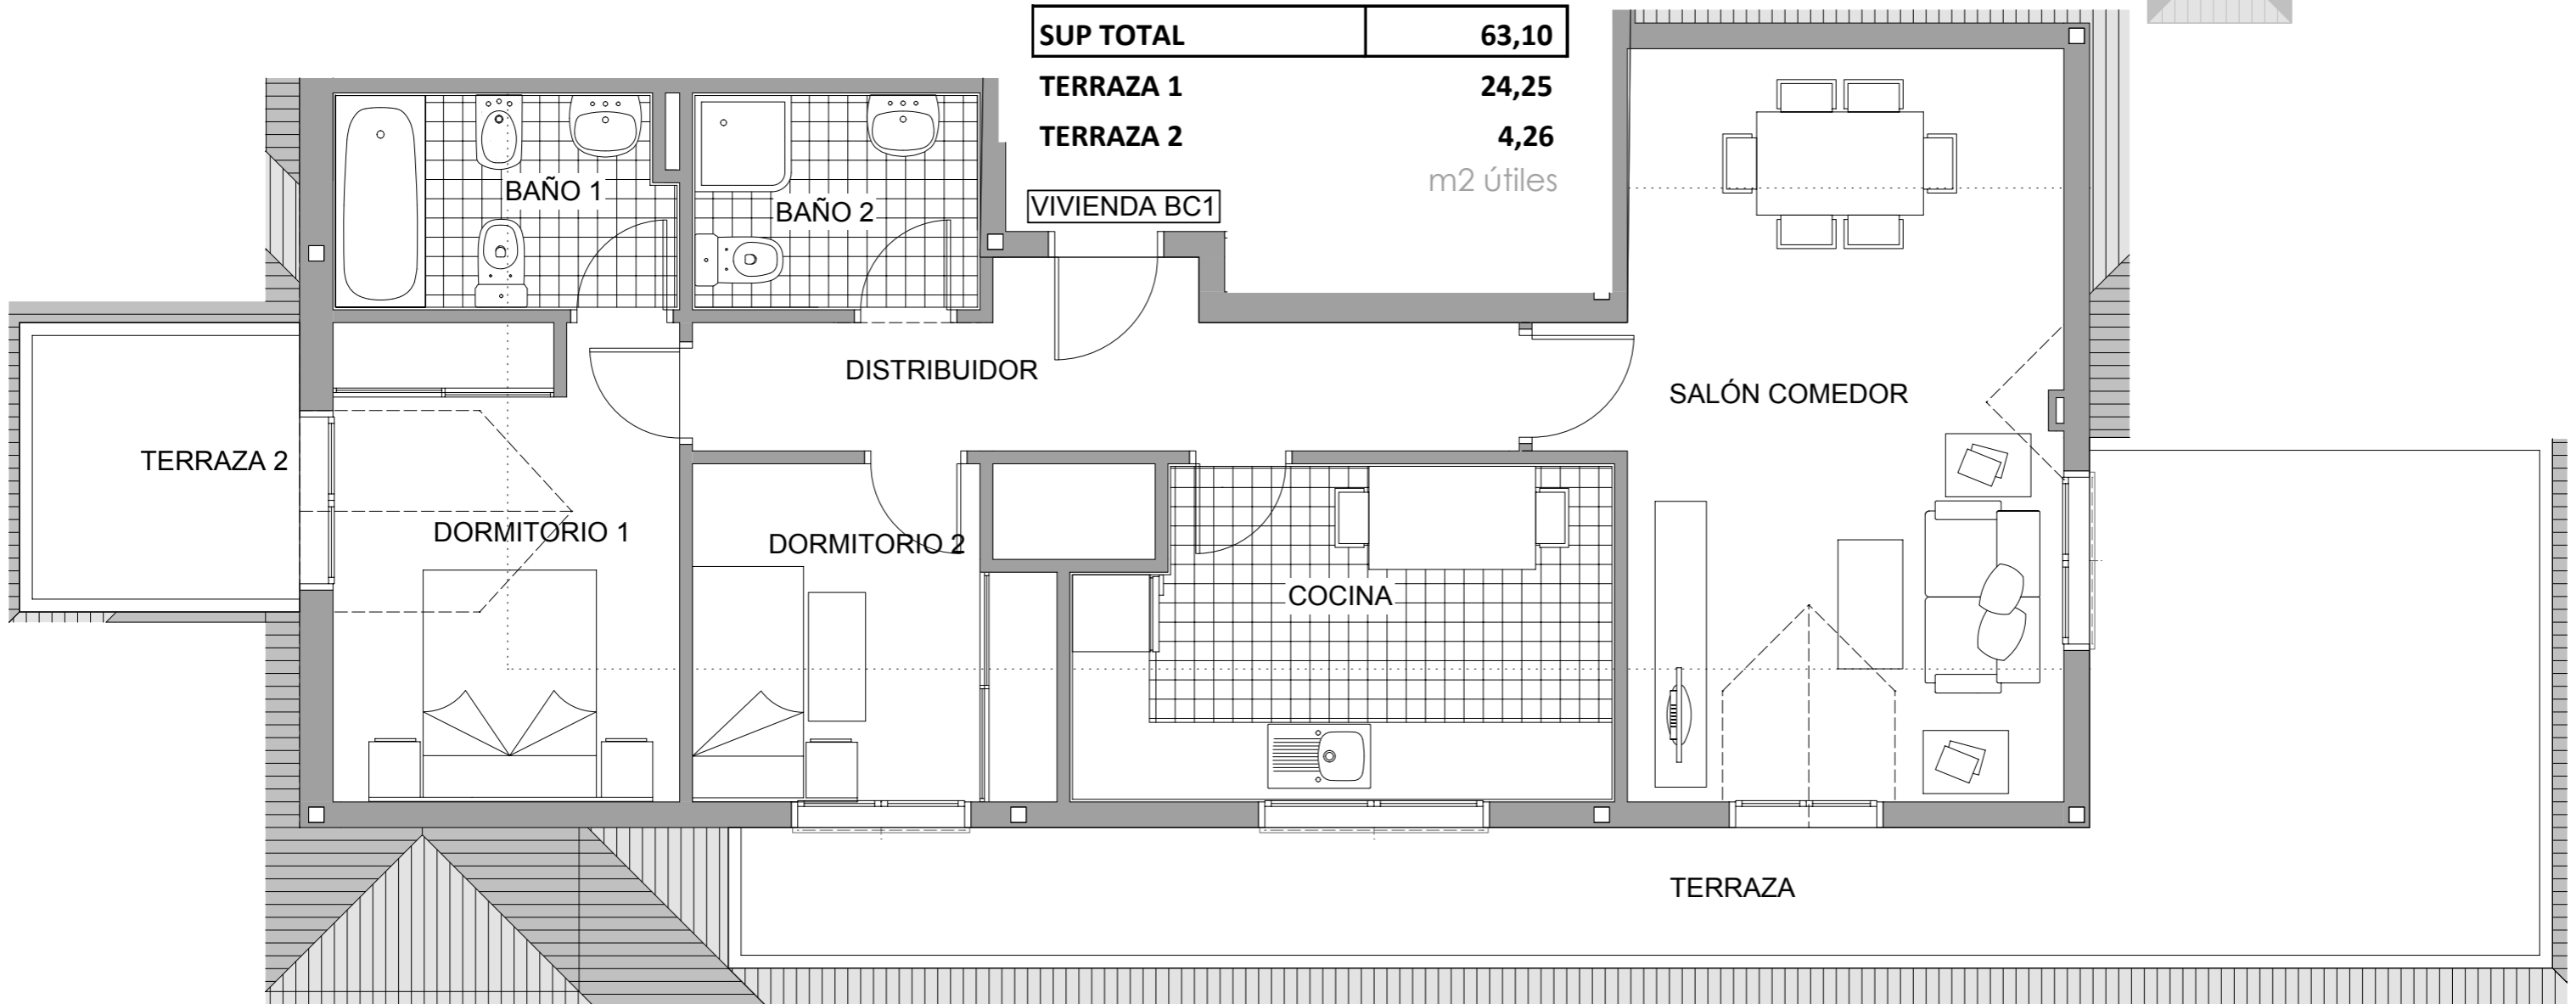 SUP TOTAL 63,10
TERRAZA 1 24,25
TERRAZA 2 4,26
m2 útiles
VIVIENDA BC1
BAÑO 1
BAÑO 2
DISTRIBUIDOR
SALÓN COMEDOR
TERRAZA 2
DORMITORIO 1
DORMITORIO 2
COCINA
TERRAZA